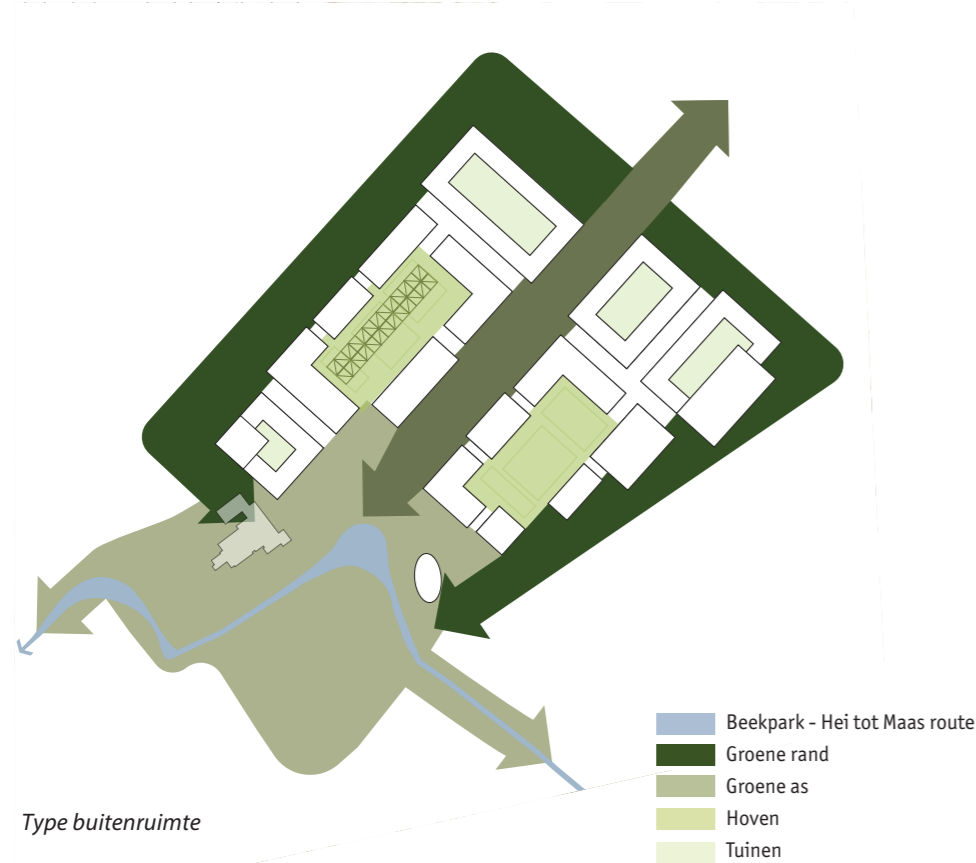 Beekpark - Hei tot Maas route
Groene rand
Groene as
Hoven
Tuinen
Type buitenruimte